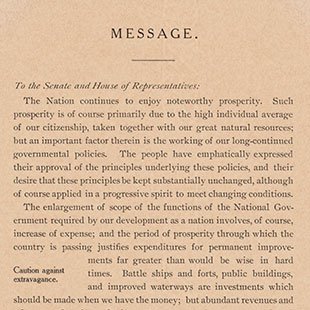 MESSAGE.
To the Senate and House of Representatives:
The Nation continues to enjoy noteworthy prosperity. Such
prosperity is of course primarily due to the high individual average
of our citizenship, taken together with our great natural resources;
but an important factor therein is the working of our long-continued
governmental policies. The people have emphatically expressed
their approval of the principles underlying these policies, and their
desire that these principles be kept substantially unchanged, although
of course applied in a progressive spirit to meet changing conditions.
The enlargement of scope of the functions of the National Gov-
ernment required by our development as a nation involves, of course,
increase of expense; and the period of prosperity through which the
country is passing justifies expenditures for permanent improve-
ments far greater than would be wise in hard
Caution against
extravagance.
times. Battle ships and forts, public buildings,
and improved waterways are investments which
should be made when we have the money; but abundant revenues and